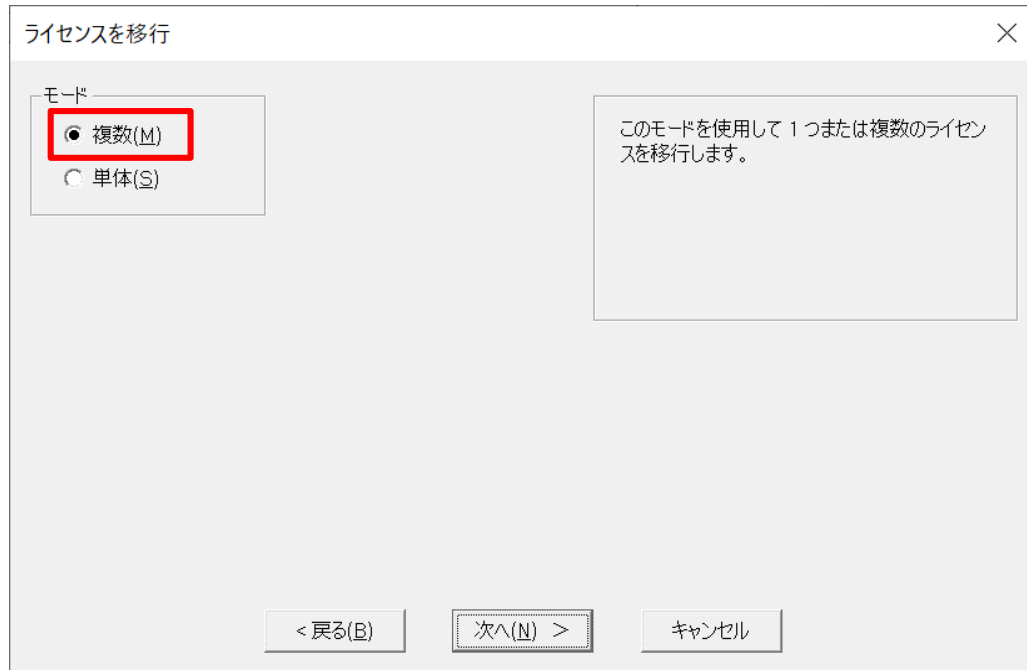 ライセンスを移行
モード
複数(M)
単体(S)
このモードを使用して 1 つまたは複数のライセン
スを移行します。
< 戻る(B)
次へ(N) >
キャンセル